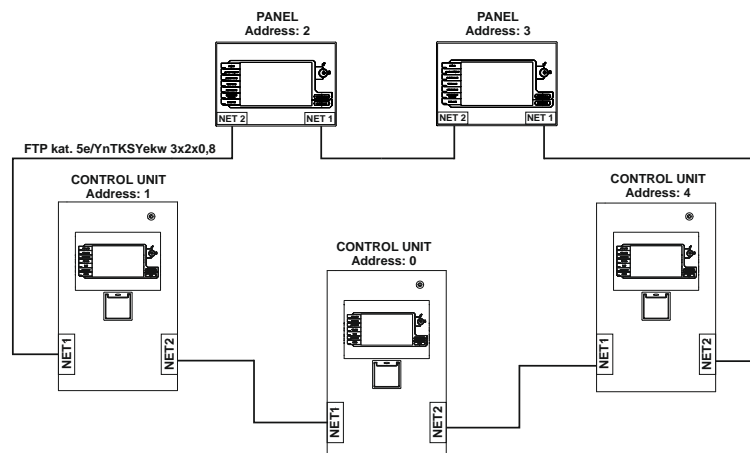 PANEL
Address: 2
PANEL
Address: 3
NET 2
NET 1
NET 2
NET 1
FTP kat. 5e/YnTKSYekw 3x2x0,8
CONTROL UNIT
Address: 1
CONTROL UNIT
Address: 4
CONTROL UNIT
Address: 0
NET1
NET2
NET1
NET2
NET1
NET2